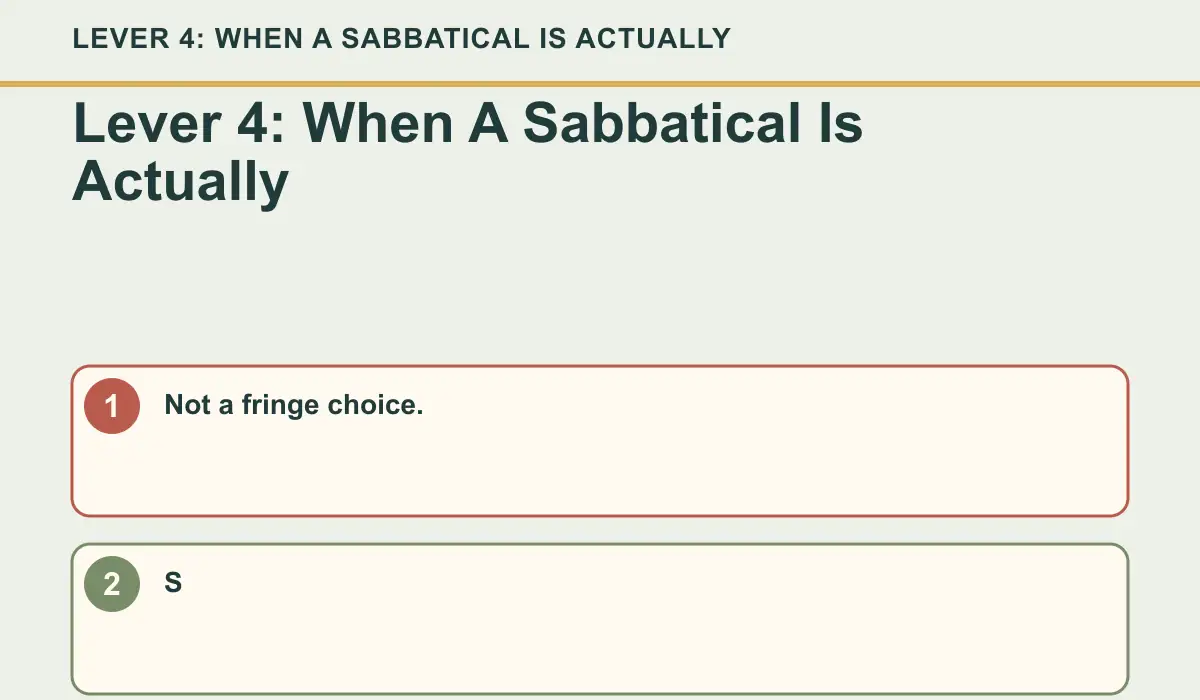 LEVER 4: WHEN A SABBATICAL IS ACTUALLY
Lever 4: When A Sabbatical Is
Actually
1 Not a fringe choice.
2 S